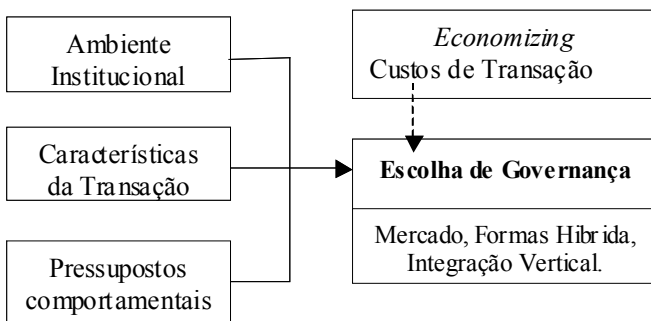 Ambiente
Institucional
Características
da Transação
Pressupostos
comportamentais
Economizing
Custos de Transação
Escolha de Governança
Mercado, Formas Hibrida,
Integração Vertical.